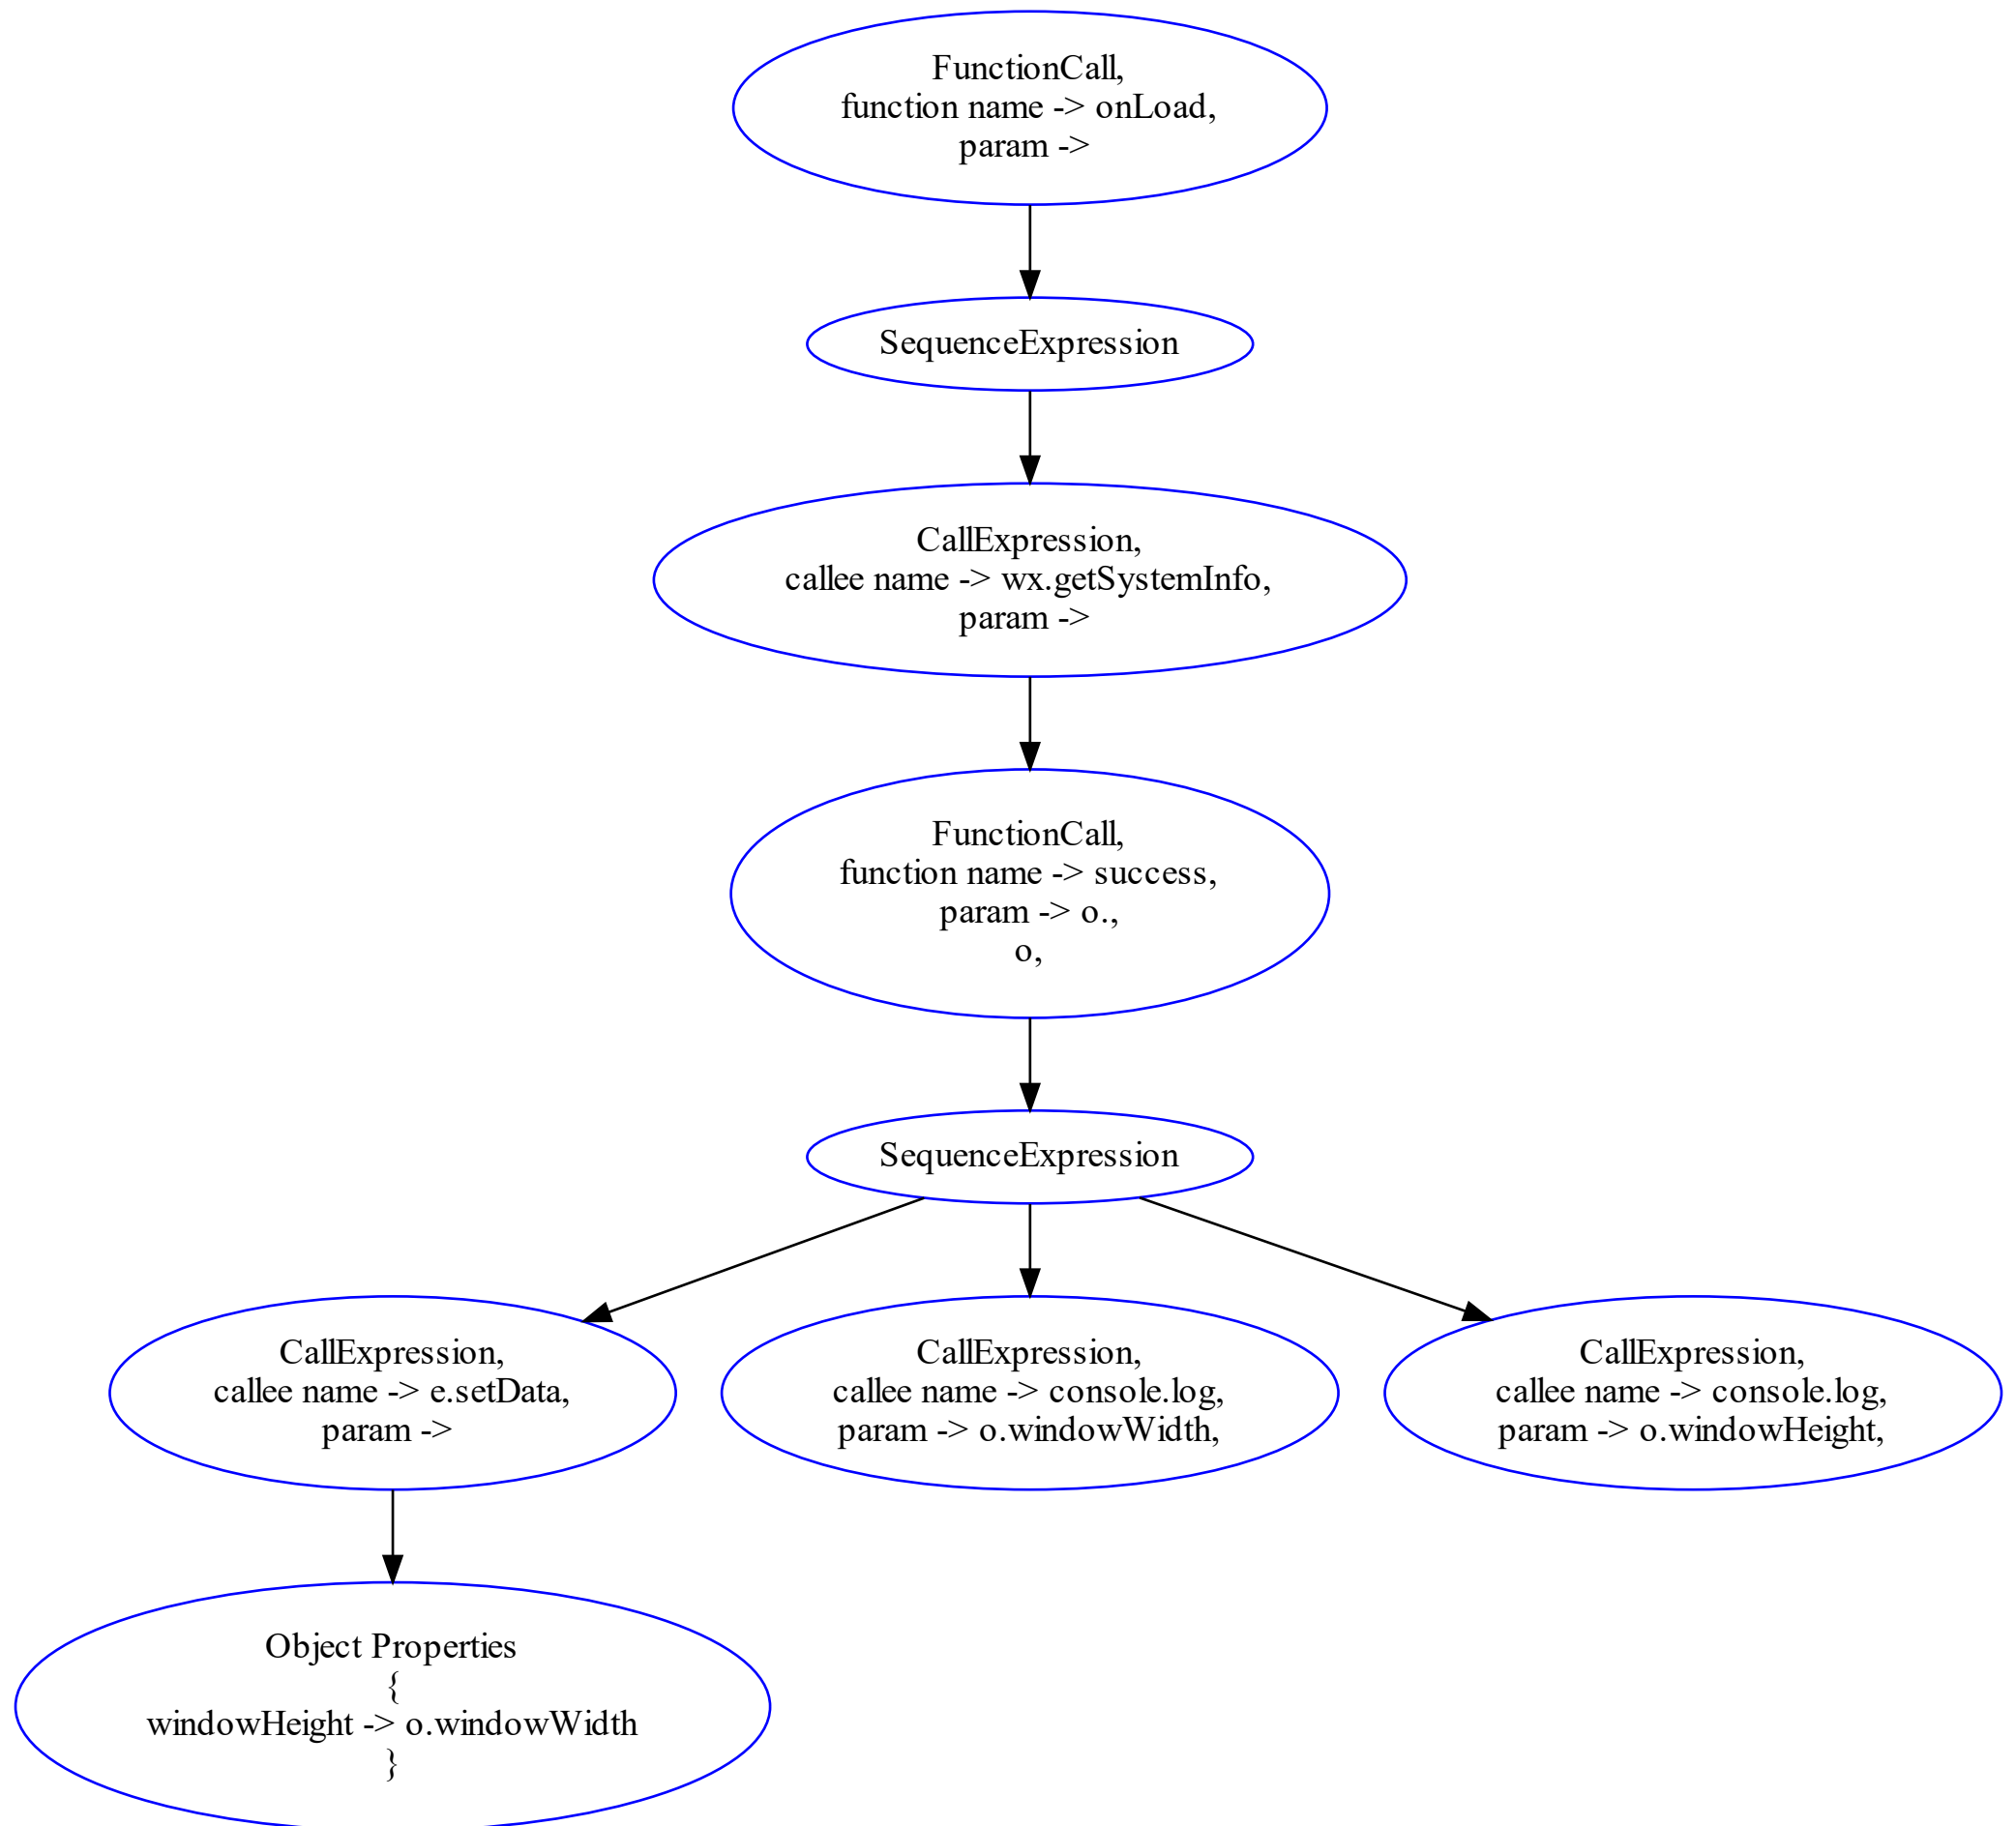 FunctionCall,
function name -> onLoad,
param ->
SequenceExpression
CallExpression,
callee name -> wx.getSystemInfo,
param ->
FunctionCall,
function name -> success,
param -> o.,
o,
SequenceExpression
CallExpression,
callee name -> e.setData,
param ->
CallExpression,
callee name -> console.log,
param -> o.windowWidth,
CallExpression,
callee name -> console.log,
param -> o.windowHeight,
Object Properties
{
windowHeight -> o.windowWidth
}